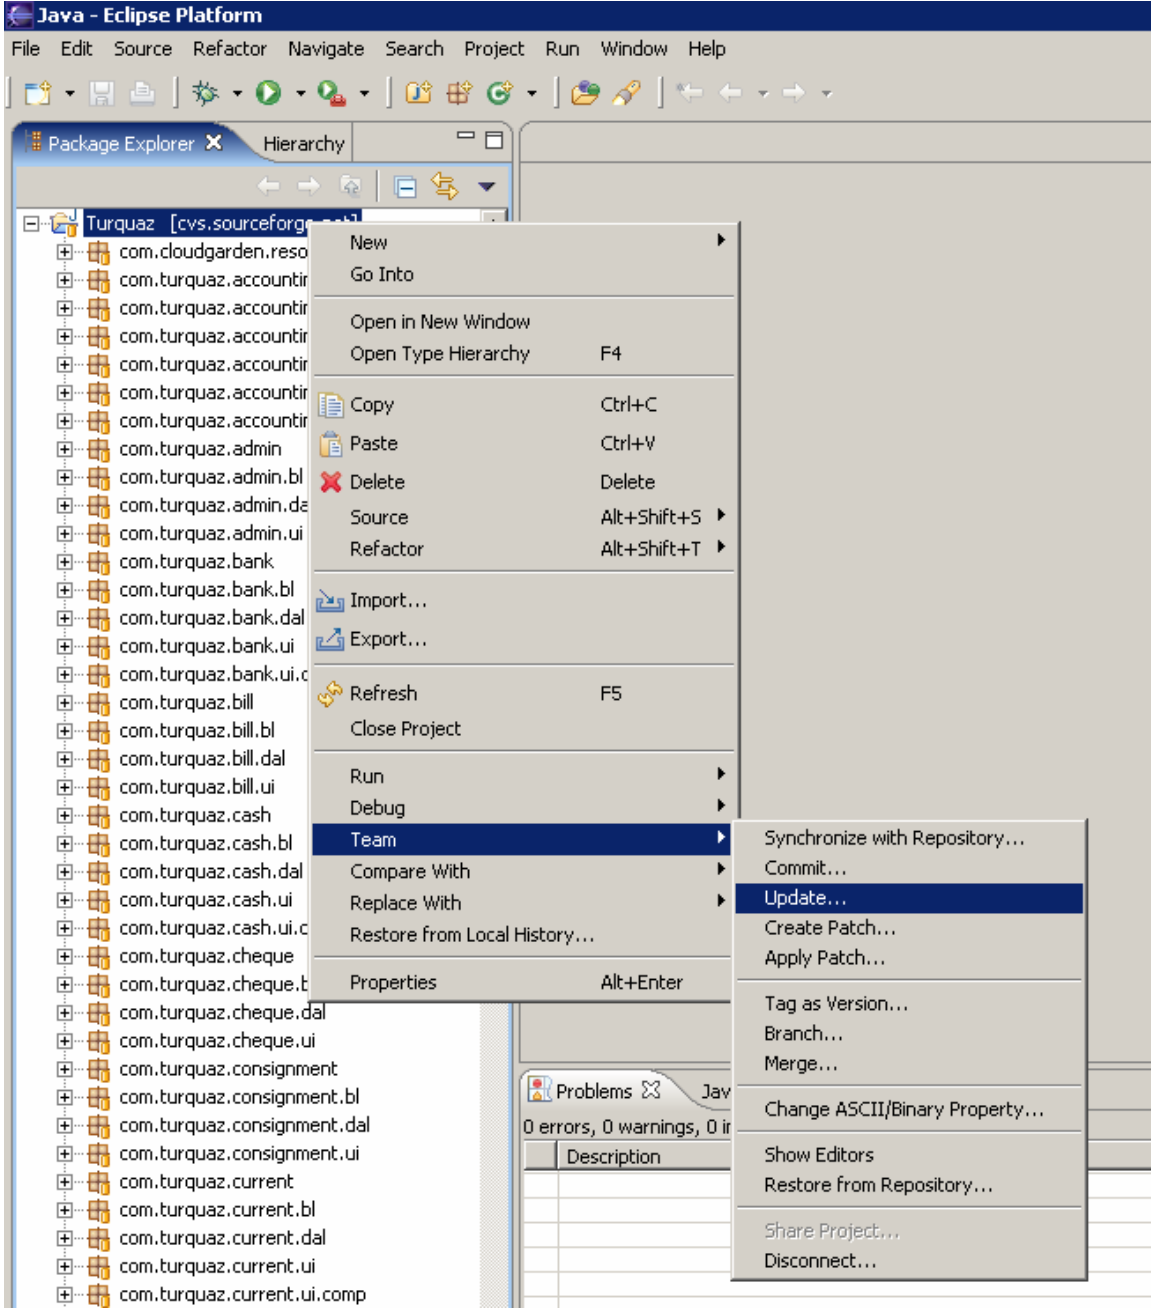 Java - Eclipse Platform
File Edit Source Refactor Navigate Search Project Run Window Help
Package Explorer Hierarchy
Turquaz [cvs.sourceforge.net]
com.cloudgarden.reso
com.turquaz.accountin
com.turquaz.accountin
com.turquaz.accountin
com.turquaz.accountin
com.turquaz.accountin
com.turquaz.accountin
com.turquaz.admin
com.turquaz.admin.bl
com.turquaz.admin.da
com.turquaz.admin.ui
com.turquaz.bank
com.turquaz.bank.bl
com.turquaz.bank.dal
com.turquaz.bank.ui
com.turquaz.bank.ui.c
com.turquaz.bill
com.turquaz.bill.bl
com.turquaz.bill.dal
com.turquaz.bill.ui
com.turquaz.cash
com.turquaz.cash.bl
com.turquaz.cash.dal
com.turquaz.cash.ui
com.turquaz.cash.ui.c
com.turquaz.cheque
com.turquaz.cheque.b
com.turquaz.cheque.dal
com.turquaz.cheque.ui
com.turquaz.consignment
com.turquaz.consignment.bl
com.turquaz.consignment.dal
com.turquaz.consignment.ui
com.turquaz.current
com.turquaz.current.bl
com.turquaz.current.dal
com.turquaz.current.ui
com.turquaz.current.ui.comp
New
Go Into
Open in New Window
Open Type Hierarchy F4
Copy Ctrl+C
Paste Ctrl+V
Delete Delete
Source Alt+Shift+S
Refactor Alt+Shift+T
Import...
Export...
Refresh F5
Close Project
Run
Debug
Team
Compare With
Replace With
Restore from Local History...
Properties Alt+Enter
Synchronize with Repository...
Commit...
Update...
Create Patch...
Apply Patch...
Tag as Version...
Branch...
Merge...
Change ASCII/Binary Property...
Show Editors
Restore from Repository...
Share Project...
Disconnect...
Problems Jav
0 errors, 0 warnings, 0 in
Description